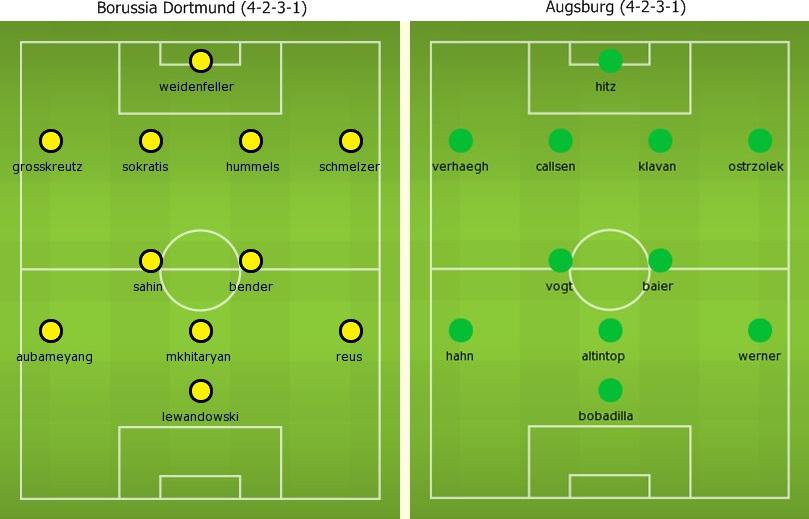 Borussia Dortmund (4-2-3-1)
weidenfeller
grosskreutz sokratis hummels schmelzer
sahin bender
aubameyang mkhitaryan reus
lewandowski
Augsburg (4-2-3-1)
hitz
verhaegh callsen klavan ostrzolek
vogt baier
hahn altintop werner
bobadilla